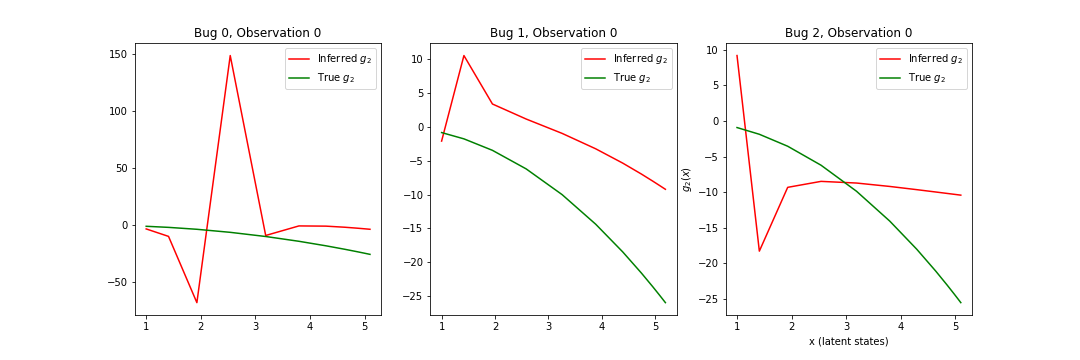 Bug 0, Observation 0
Inferred g₂
True g₂
150
100
50
0
−50
1 2 3 4 5
Bug 1, Observation 0
Inferred g₂
True g₂
10
5
0
−5
−10
−15
−20
−25
1 2 3 4 5
Bug 2, Observation 0
Inferred g₂
True g₂
g₂(x)
10
5
0
−5
−10
−15
−20
−25
1 2 3 4 5
x (latent states)